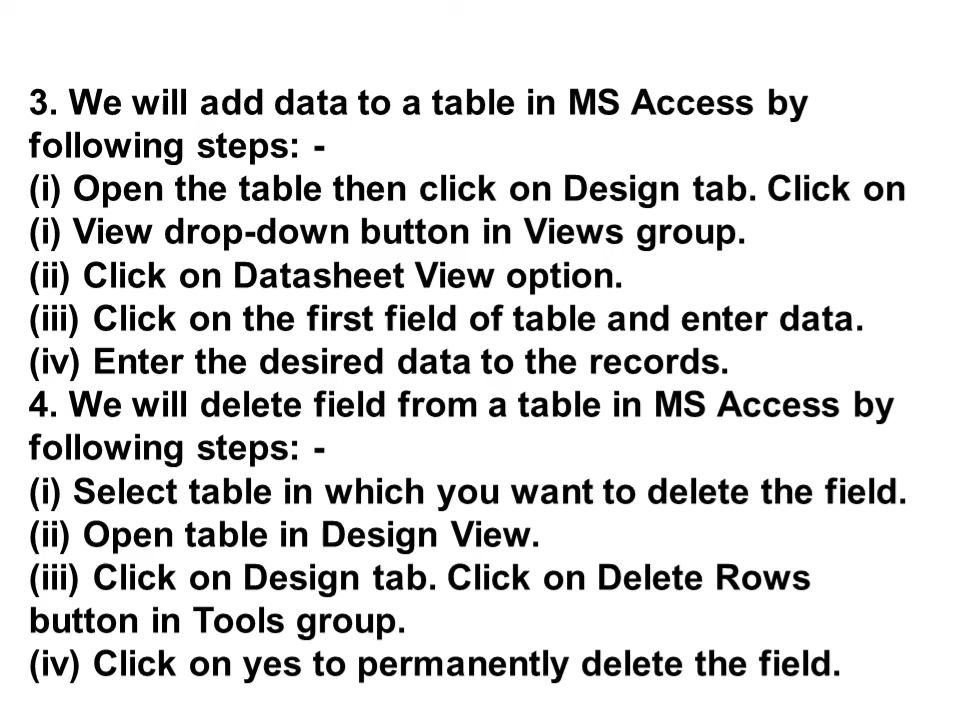 3. We will add data to a table in MS Access by
following steps: -
(i) Open the table then click on Design tab. Click on
(i) View drop-down button in Views group.
(ii) Click on Datasheet View option.
(iii) Click on the first field of table and enter data.
(iv) Enter the desired data to the records.
4. We will delete field from a table in MS Access by
following steps: -
(i) Select table in which you want to delete the field.
(ii) Open table in Design View.
(iii) Click on Design tab. Click on Delete Rows
button in Tools group.
(iv) Click on yes to permanently delete the field.